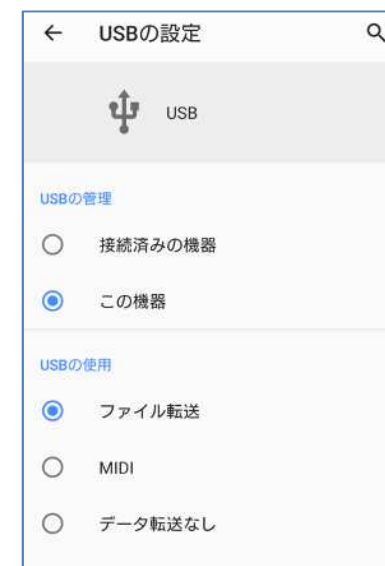 USBの設定
USB
USBの管理
接続済みの機器
この機器
USBの使用
ファイル転送
MIDI
データ転送なし